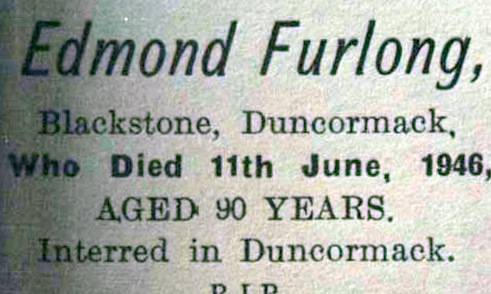 Edmond Furlong,
Blackstone, Duncormack,
Who Died 11th June, 1946,
AGED 90 YEARS.
Interred in Duncormack.
R.I.P.